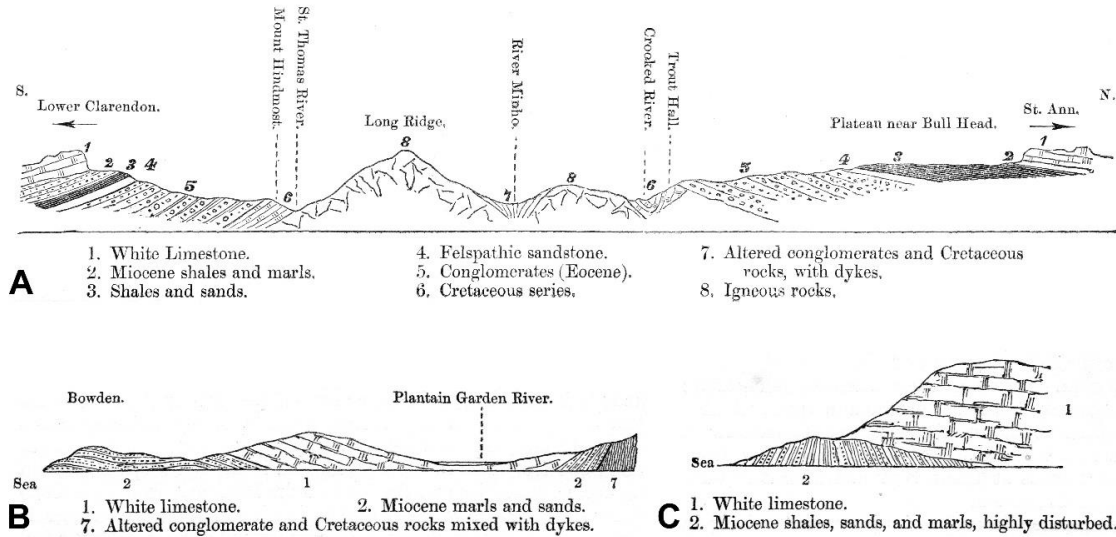 S.
Lower Clarendon.
Mount Hindmost.
St. Thomas River.
Long Ridge.
River Minho.
Crooked River.
Trout Hall.
Plateau near Bull Head.
St. Ann.
N.
1 2 3 4 5 6 8 7 8 6 5 4 3 2 1
1. White Limestone.
2. Miocene shales and marls.
3. Shales and sands.
4. Felspathic sandstone.
5. Conglomerates (Eocene).
6. Cretaceous series.
7. Altered conglomerates and Cretaceous
rocks, with dykes.
8. Igneous rocks.
A
Bowden.
Plantain Garden River.
Sea 2 1 2 7
1. White limestone. 2. Miocene marls and sands.
7. Altered conglomerate and Cretaceous rocks mixed with dykes.
B
1
Sea
2
1. White limestone.
2. Miocene shales, sands, and marls, highly disturbed.
C